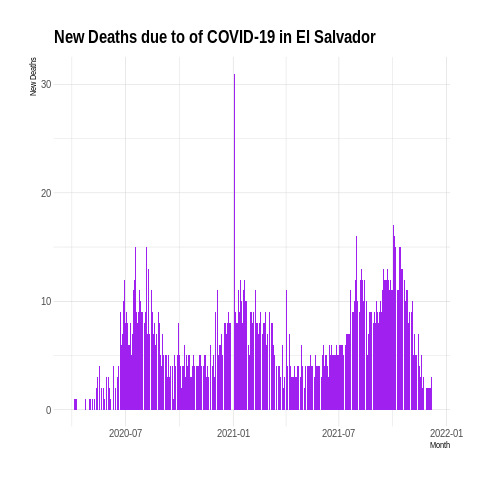 New Deaths due to of COVID-19 in El Salvador
New Deaths
30
20
10
0
2020-07
2021-01
2021-07
2022-01
Month